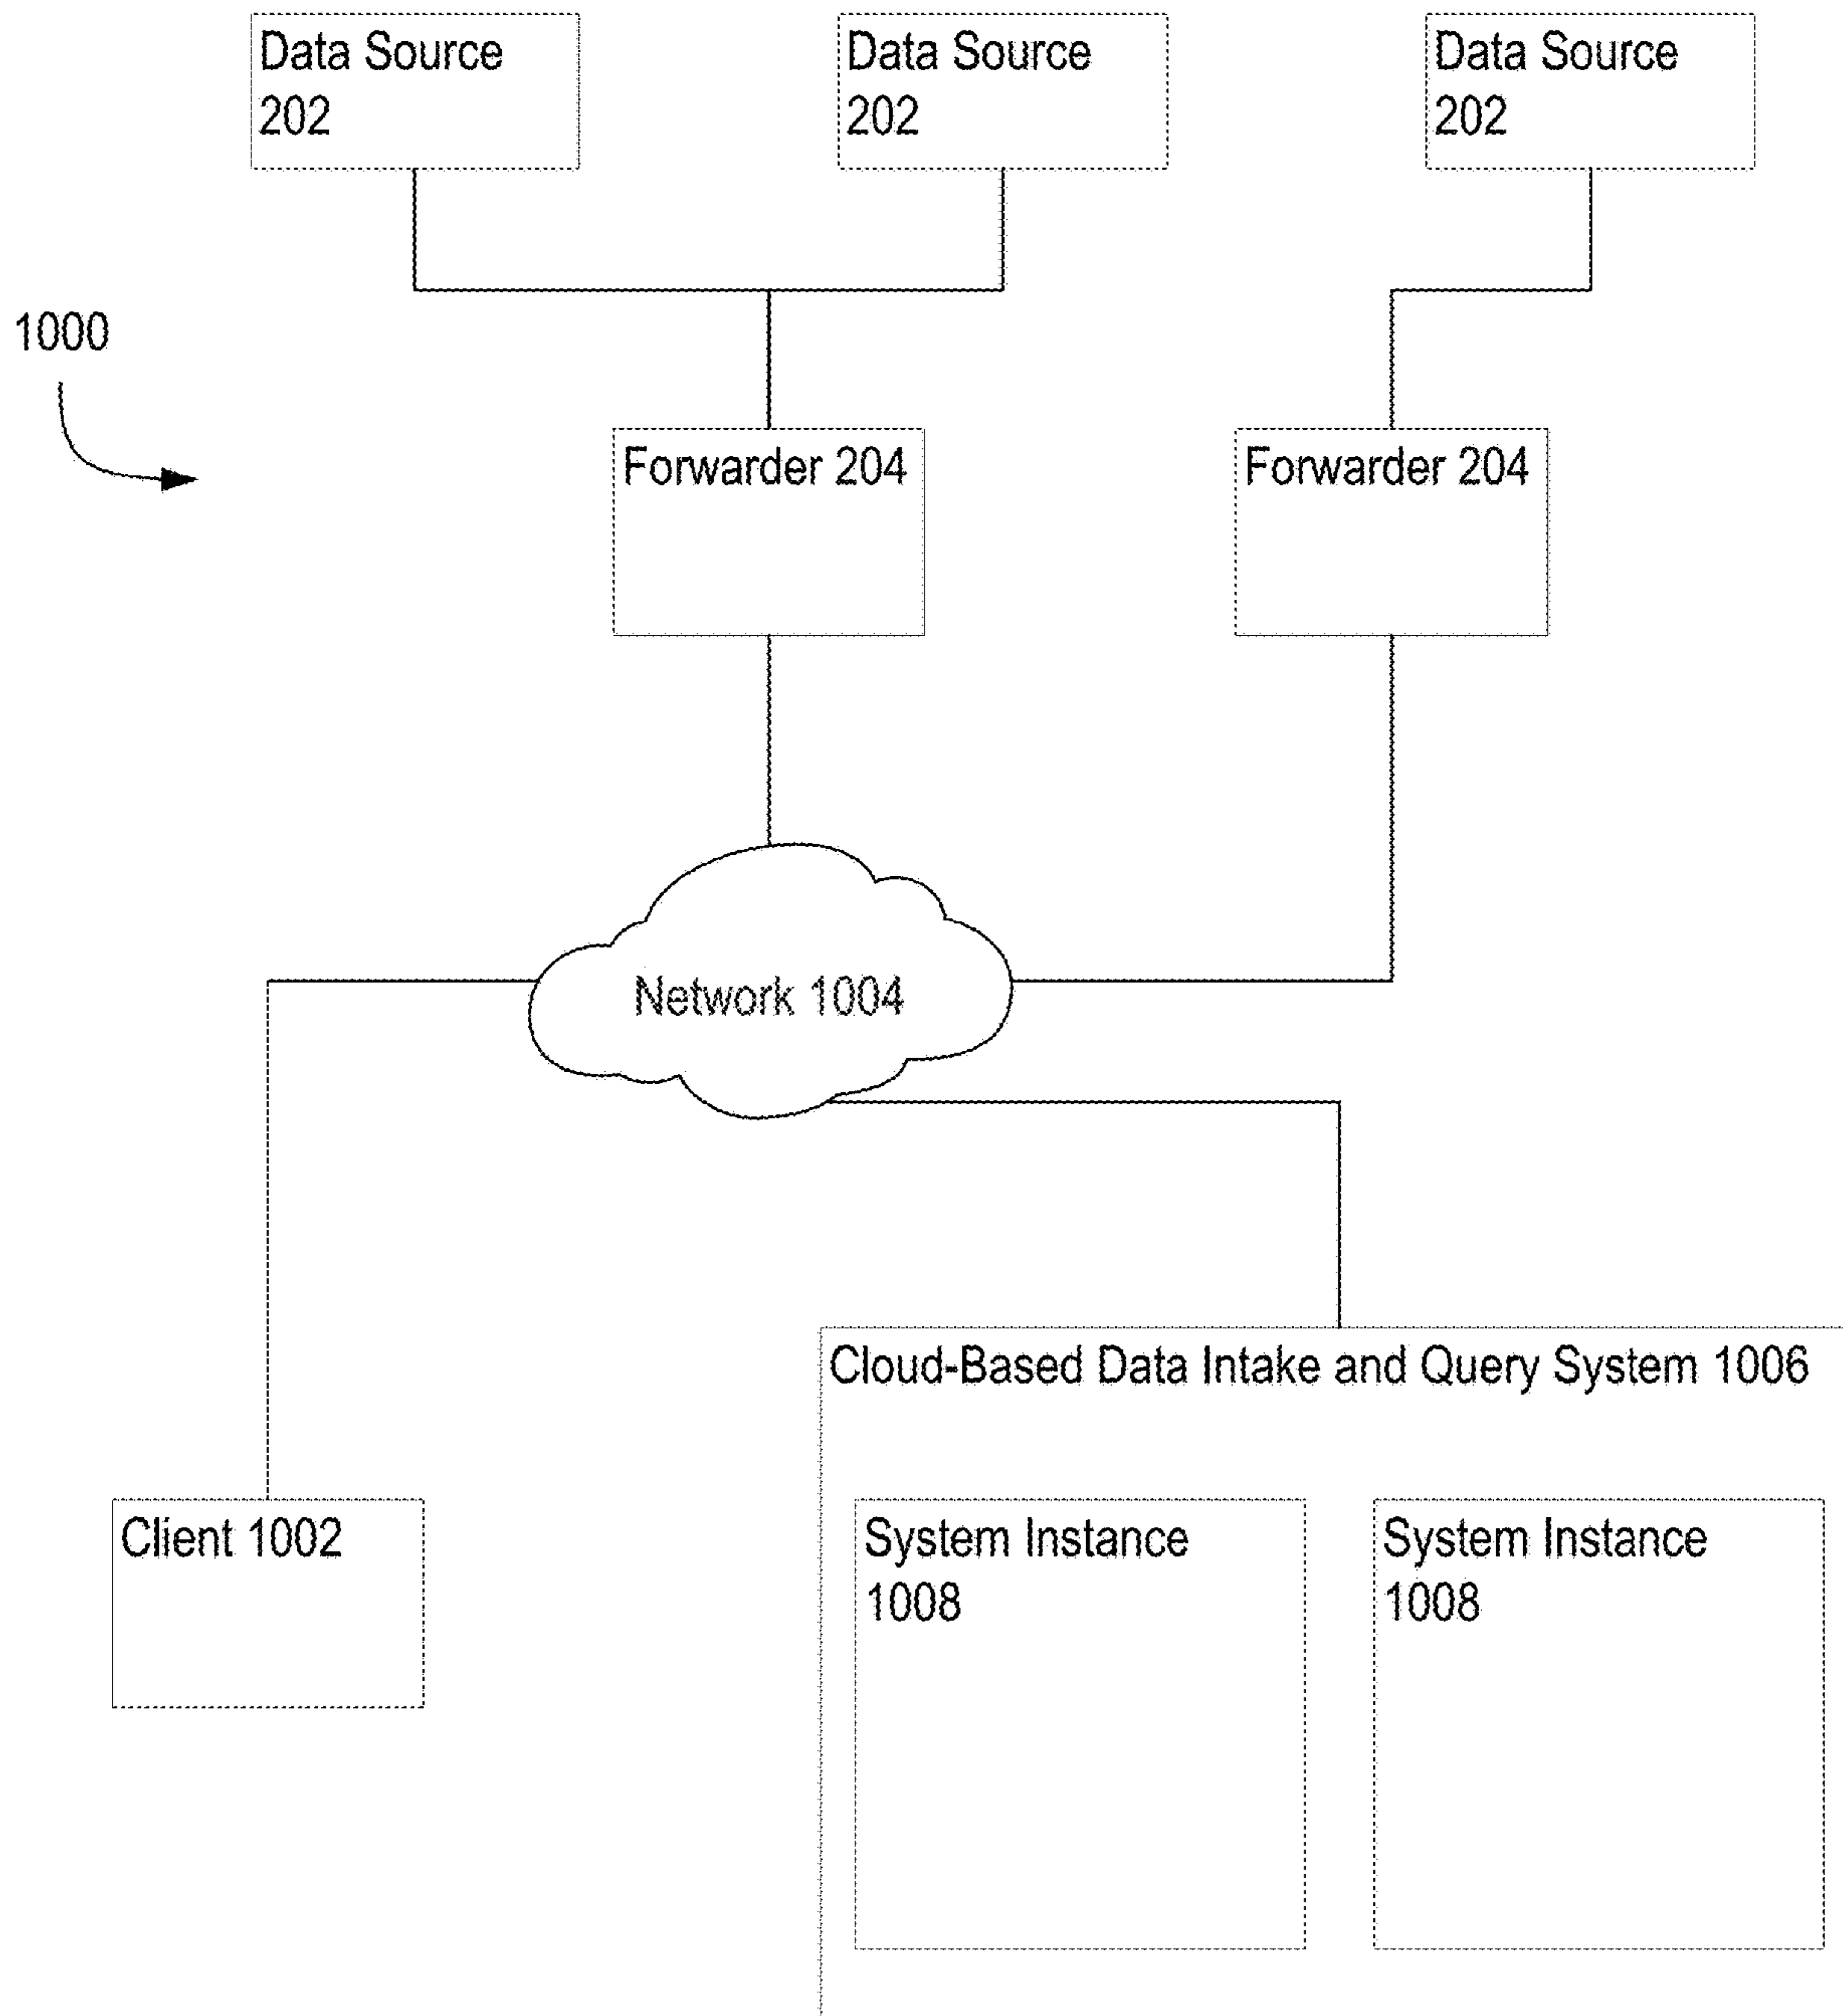 Data Source
202
Data Source
202
Data Source
202
1000
Forwarder 204
Forwarder 204
Network 1004
Cloud-Based Data Intake and Query System 1006
Client 1002
System Instance
1008
System Instance
1008